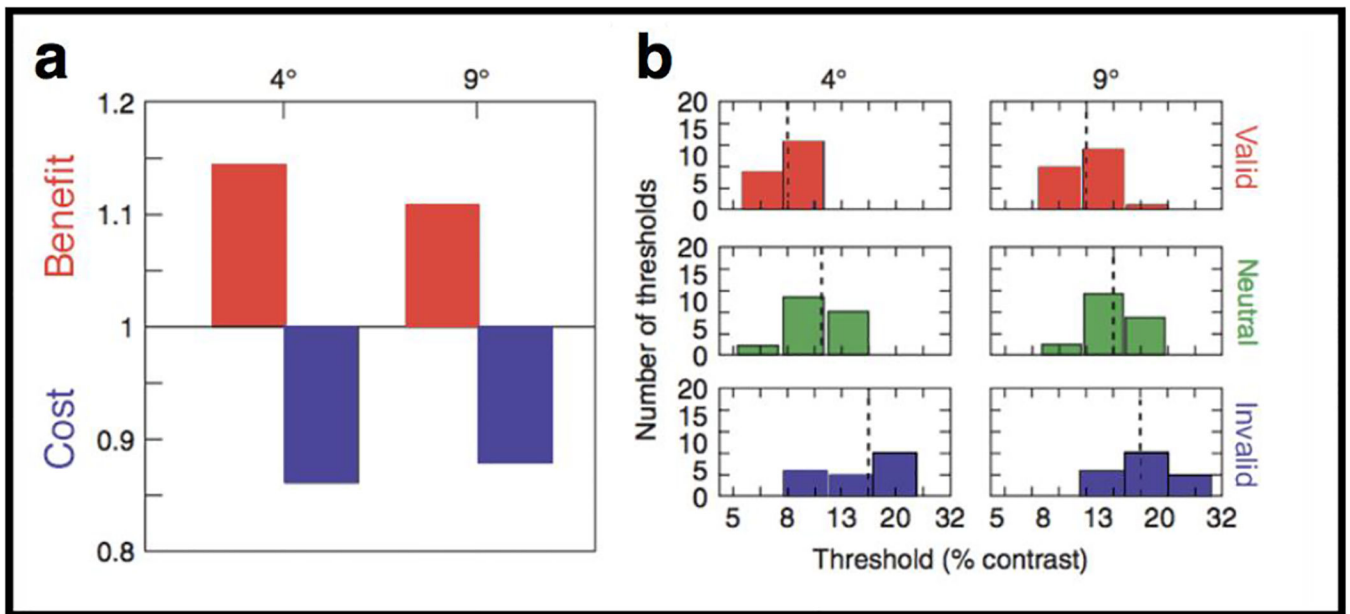 a
4° 9°
1.2
1.1
1
0.9
0.8
Benefit
Cost
b
4° 9°
Number of thresholds
20
15
10
5
0
Valid
20
15
10
5
0
Neutral
20
15
10
5
0
Invalid
5 8 13 20 32 5 8 13 20 32
Threshold (% contrast)